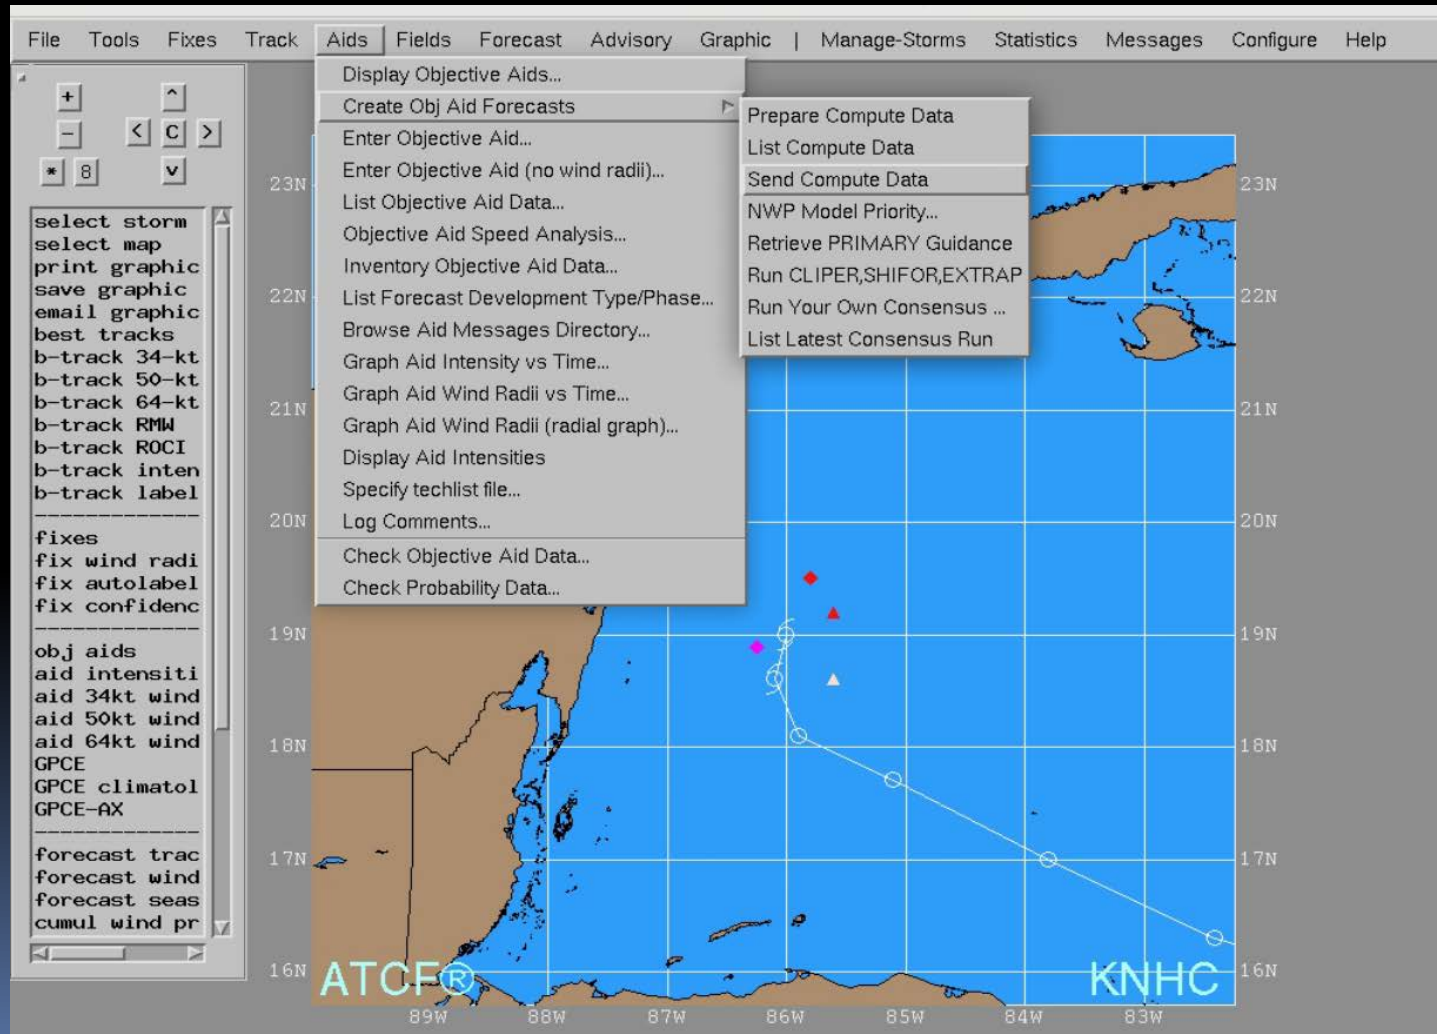 File Tools Fixes Track Aids Fields Forecast Advisory Graphic | Manage-Storms Statistics Messages Configure Help
+ ^
- < C >
* 8 v
select storm
select map
print graphic
save graphic
email graphic
best tracks
b-track 34-kt
b-track 50-kt
b-track 64-kt
b-track RMW
b-track ROCI
b-track inten
b-track label
-------------
fixes
fix wind radi
fix autolabel
fix confidenc
-------------
obj aids
aid intensiti
aid 34kt wind
aid 50kt wind
aid 64kt wind
GPCE
GPCE climatol
GPCE-AX
-------------
forecast trac
forecast wind
forecast seas
cumul wind pr
Display Objective Aids...
Create Obj Aid Forecasts
Enter Objective Aid...
Enter Objective Aid (no wind radii)...
List Objective Aid Data...
Objective Aid Speed Analysis...
Inventory Objective Aid Data...
List Forecast Development Type/Phase...
Browse Aid Messages Directory...
Graph Aid Intensity vs Time...
Graph Aid Wind Radii vs Time...
Graph Aid Wind Radii (radial graph)...
Display Aid Intensities
Specify techlist file...
Log Comments...
Check Objective Aid Data...
Check Probability Data...
Prepare Compute Data
List Compute Data
Send Compute Data
NWP Model Priority...
Retrieve PRIMARY Guidance
Run CLIPER,SHIFOR,EXTRAP
Run Your Own Consensus ...
List Latest Consensus Run
23N 23N
22N 22N
21N 21N
20N 20N
19N 19N
18N 18N
17N 17N
16N 16N
ATCF® KNHC
89W 88W 87W 86W 85W 84W 83W